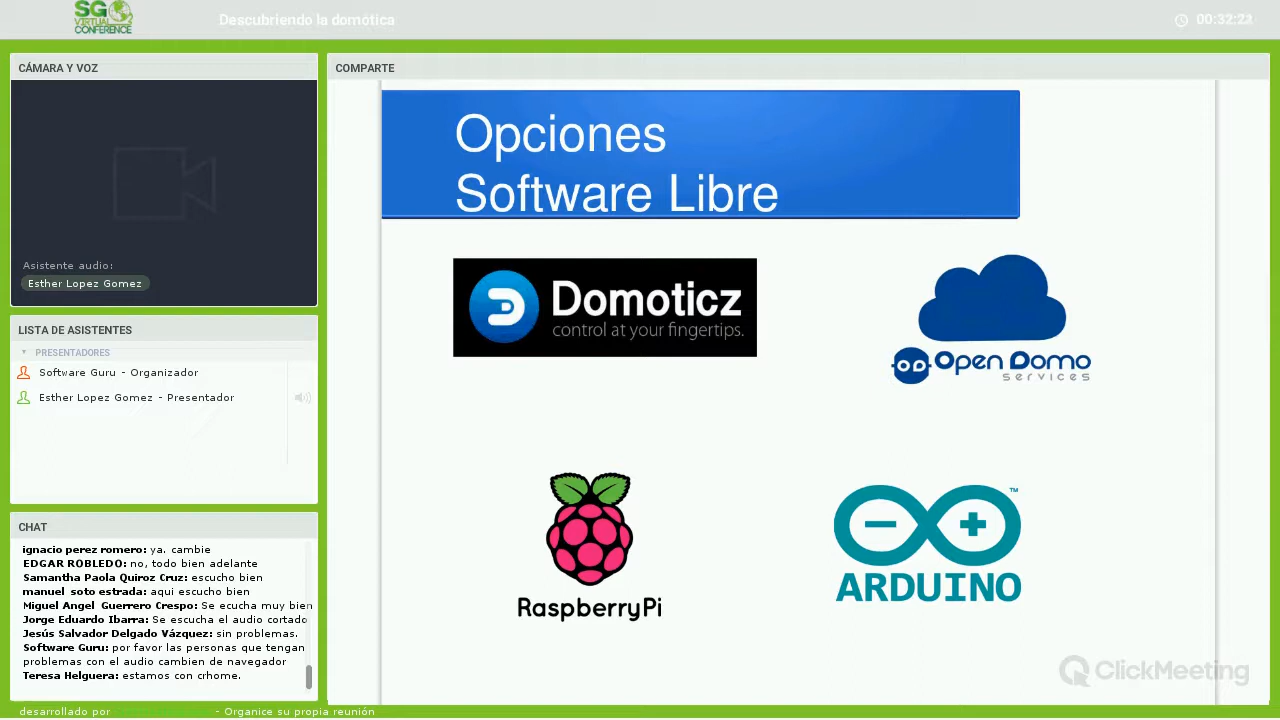 SG
VIRTUAL
CONFERENCE
Descubriendo la domótica
00:32:22
CÁMARA Y VOZ
Asistente audio:
Esther Lopez Gomez
LISTA DE ASISTENTES
PRESENTADORES
Software Guru - Organizador
Esther Lopez Gomez - Presentador
CHAT
ignacio perez romero: ya. cambie
EDGAR ROBLEDO: no, todo bien adelante
Samantha Paola Quiroz Cruz: escucho bien
manuel soto estrada: aqui escucho bien
Miguel Angel Guerrero Crespo: Se ecucha muy bien
Jorge Eduardo Ibarra: Se escucha el audio cortado
Jesús Salvador Delgado Vázquez: sin problemas.
Software Guru: por favor las personas que tengan
problemas con el audio cambien de navegador
Teresa Helguera: estamos con crhome.
desarrollado por
- Organice su propia reunión
COMPARTE
Opciones
Software Libre
Domoticz
control at your fingertips.
Open Domo
services
RaspberryPi
ARDUINO
TM
ClickMeeting